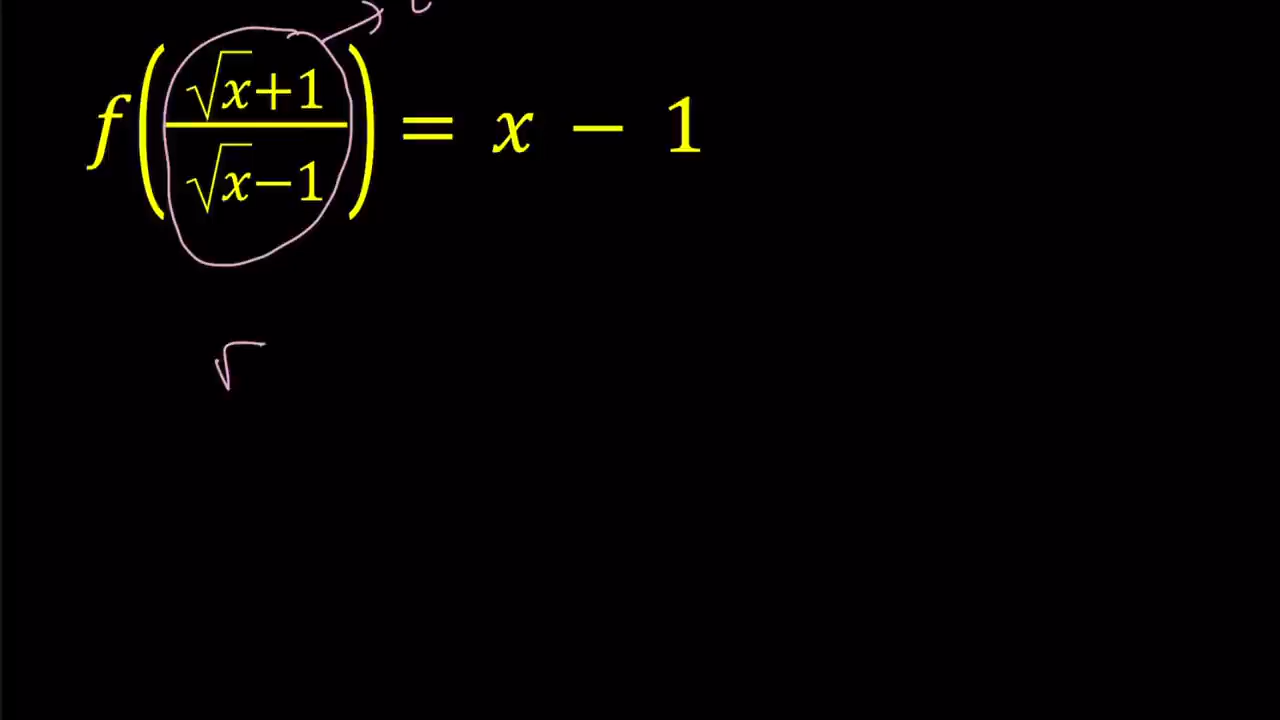 f(√x+1 / √x−1) = x − 1
√